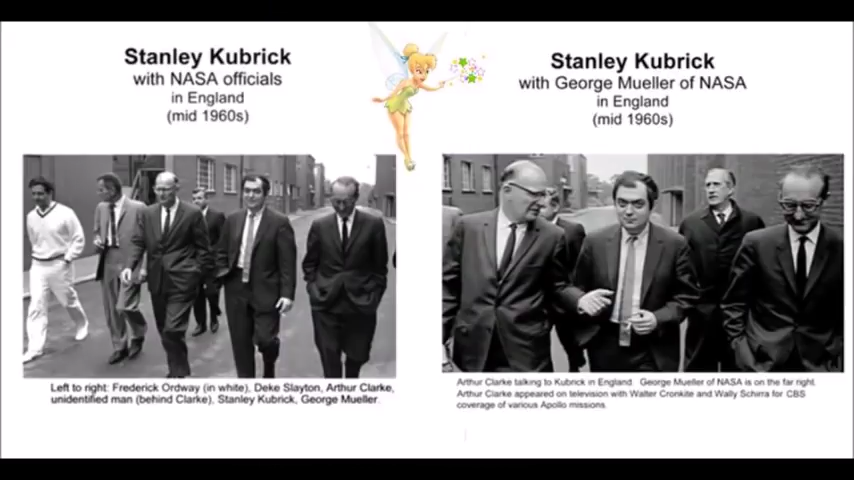 Stanley Kubrick
with NASA officials
in England
(mid 1960s)
Left to right: Frederick Ordway (in white), Deke Slayton, Arthur Clarke,
unidentified man (behind Clarke), Stanley Kubrick, George Mueller.
Stanley Kubrick
with George Mueller of NASA
in England
(mid 1960s)
Arthur Clarke talking to Kubrick in England. George Mueller of NASA is on the far right.
Arthur Clarke appeared on television with Walter Cronkite and Wally Schirra for CBS
coverage of various Apollo missions.